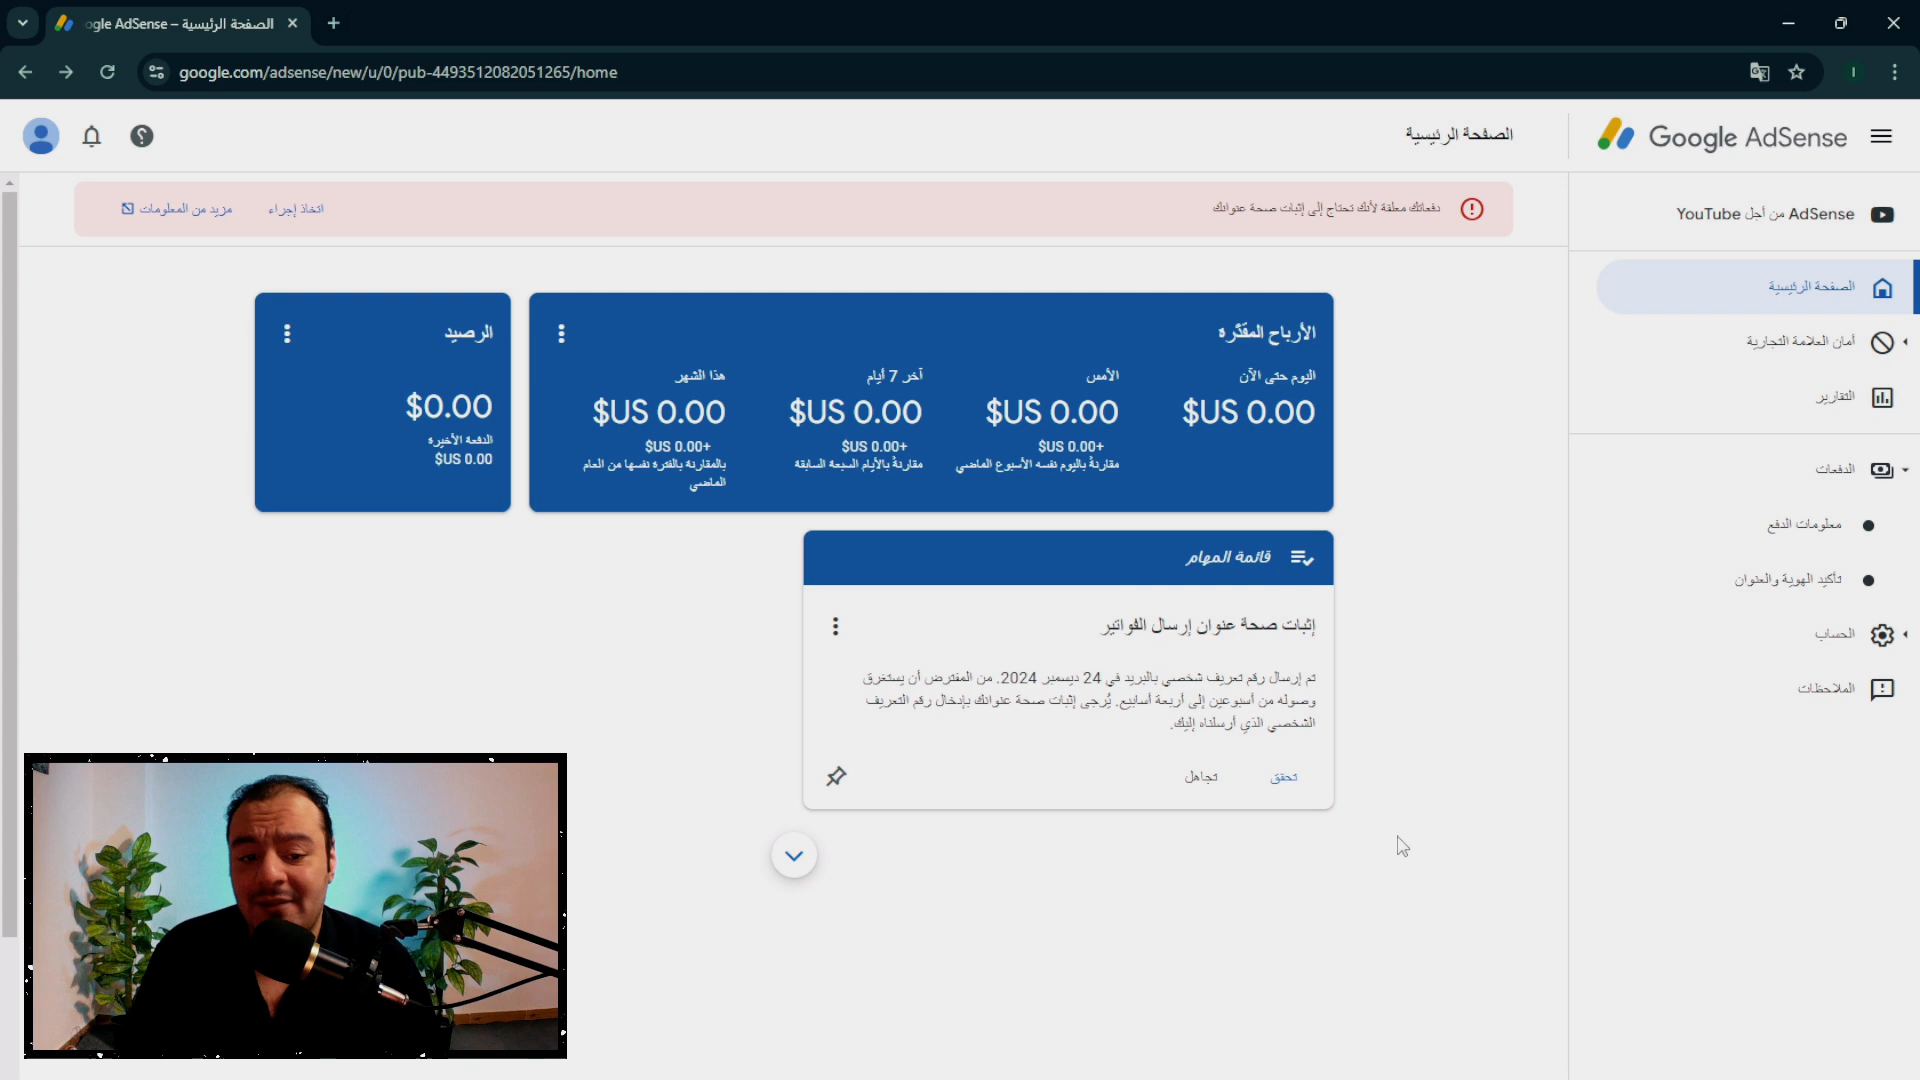 gle AdSense – الصفحة الرئيسية
google.com/adsense/new/u/0/pub-4493512082051265/home
I
Google AdSense
الصفحة الرئيسية
دفعاتك معلقة لأنك تحتاج إلى إثبات صحة عنوانك
اتخاذ إجراء
مزيد من المعلومات
AdSense من أجل YouTube
الصفحة الرئيسية
أمان العلامة التجارية
التقارير
الدفعات
معلومات الدفع
تأكيد الهوية والعنوان
الحساب
الملاحظات
الأرباح المقدَّرة
اليوم حتى الآن
$US 0.00
الأمس
$US 0.00
$US 0.00+
مقارنةً باليوم نفسه الأسبوع الماضي
آخر 7 أيام
$US 0.00
$US 0.00+
مقارنةً بالأيام السبعة السابقة
هذا الشهر
$US 0.00
$US 0.00+
بالمقارنة بالفترة نفسها من العام
الماضي
الرصيد
$0.00
الدفعة الأخيرة
$US 0.00
قائمة المهام
إثبات صحة عنوان إرسال الفواتير
تم إرسال رقم تعريف شخصي بالبريد في 24 ديسمبر 2024. من المفترض أن يستغرق
وصوله من أسبوعين إلى أربعة أسابيع. يُرجى إثبات صحة عنوانك بإدخال رقم التعريف
الشخصي الذي أرسلناه إليك.
تحقق
تجاهل